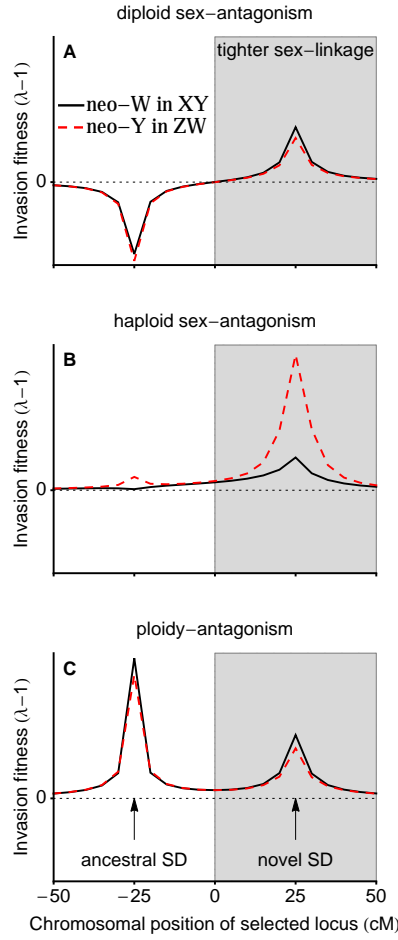 diploid sex−antagonism
A
tighter sex−linkage
neo−W in XY
neo−Y in ZW
0
Invasion fitness (λ−1)
haploid sex−antagonism
B
0
Invasion fitness (λ−1)
ploidy−antagonism
C
0
Invasion fitness (λ−1)
ancestral SD
novel SD
−50 −25 0 25 50
Chromosomal position of selected locus (cM)